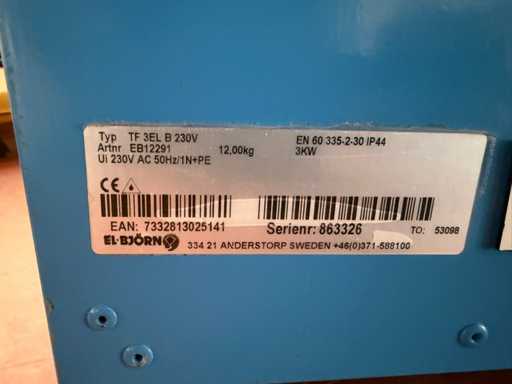 Typ TF 3EL B 230V EN 60 335-2-30 IP44
Artnr EB12291 12,00kg 3KW
Ui 230V AC 50Hz/1N+PE
CE
EAN: 7332813025141 Serienr: 863326 TO: 53098
EL-BJÖRN 334 21 ANDERSTORP SWEDEN +46(0)371-588100